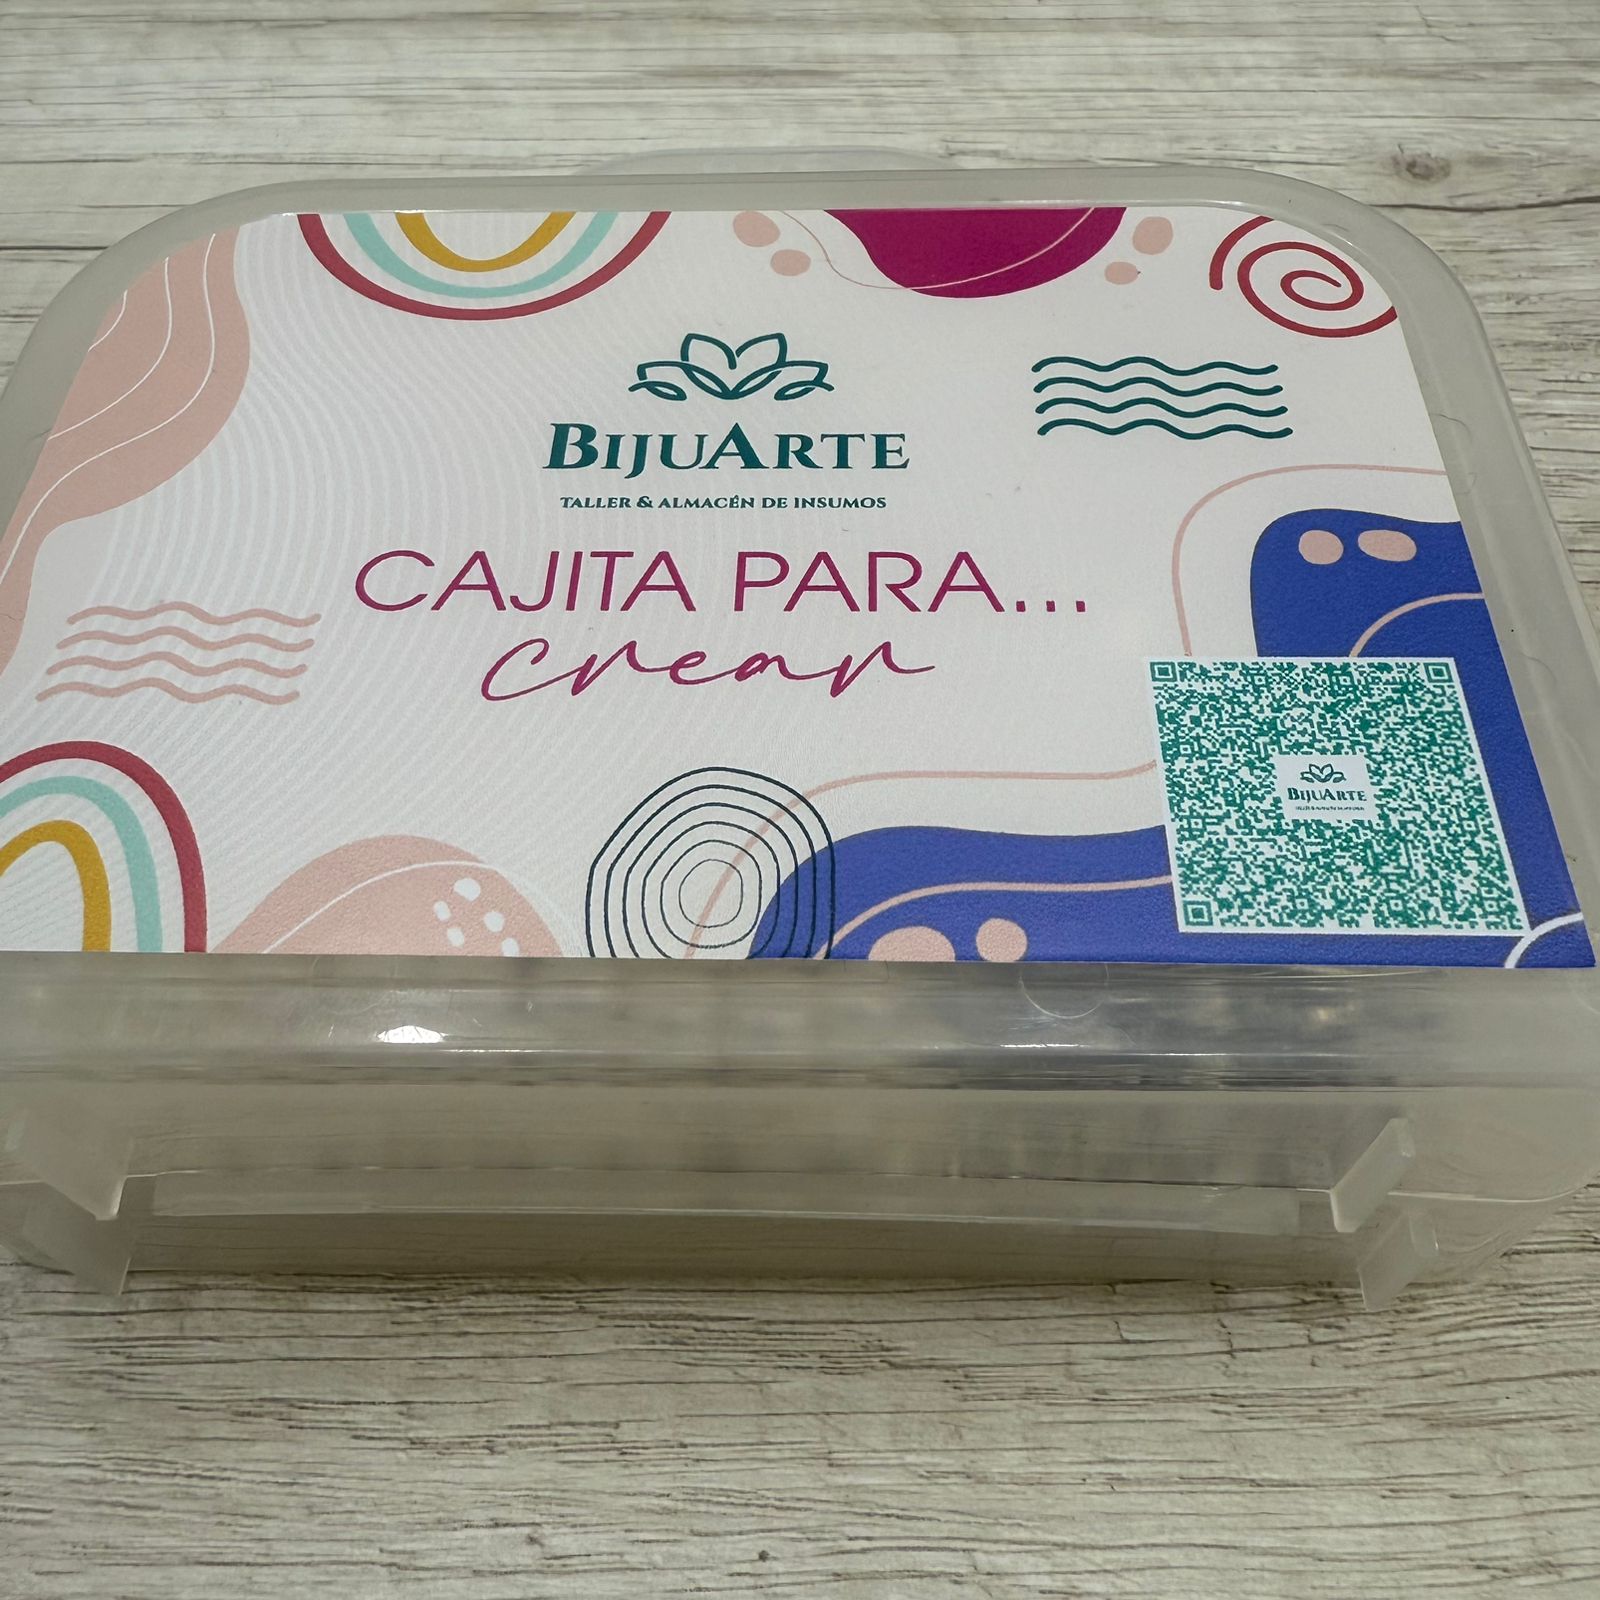 BIJUARTE
TALLER & ALMACÉN DE INSUMOS
CAJITA PARA...
crear
BIJUARTE